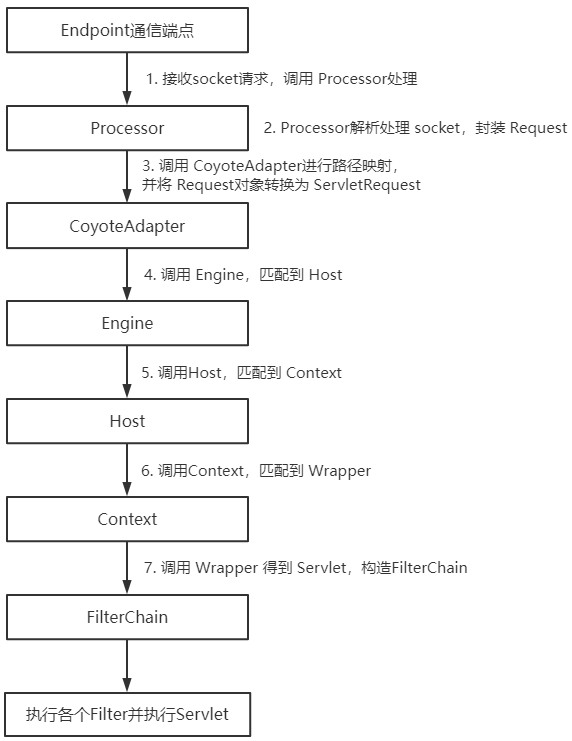 Endpoint通信端点
1. 接收socket请求，调用 Processor处理
Processor
2. Processor解析处理 socket，封装 Request
3. 调用 CoyoteAdapter进行路径映射，
并将 Request对象转换为 ServletRequest
CoyoteAdapter
4. 调用 Engine，匹配到 Host
Engine
5. 调用Host，匹配到 Context
Host
6. 调用Context，匹配到 Wrapper
Context
7. 调用 Wrapper 得到 Servlet，构造FilterChain
FilterChain
执行各个Filter并执行Servlet